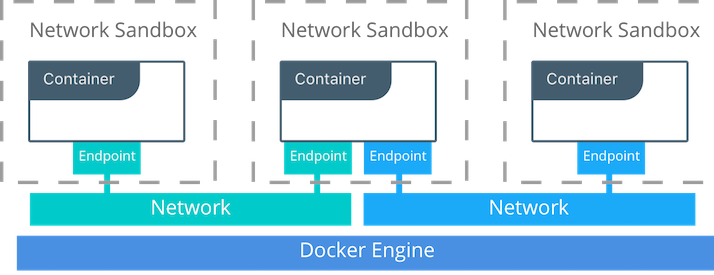 Network Sandbox
Network Sandbox
Network Sandbox
Container
Container
Container
Endpoint
Endpoint
Endpoint
Endpoint
Network
Network
Docker Engine